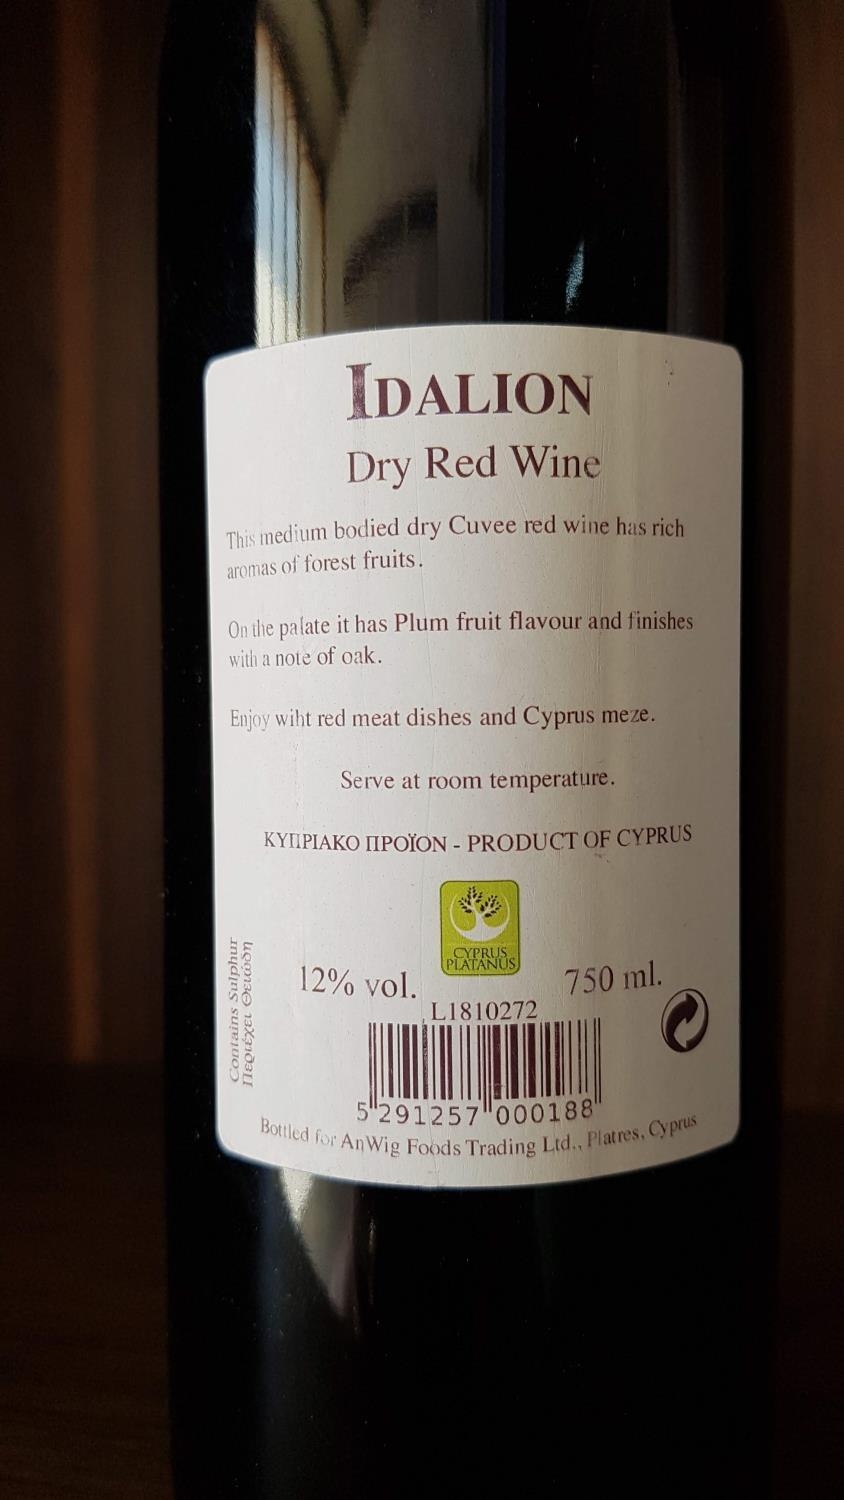 IDALION
Dry Red Wine
This medium bodied dry Cuvee red wine has rich
aromas of forest fruits.
On the palate it has Plum fruit flavour and finishes
with a note of oak.
Enjoy wiht red meat dishes and Cyprus meze.
Serve at room temperature.
ΚΥΠΡΙΑΚΟ ΠΡΟΪΟΝ - PRODUCT OF CYPRUS
CYPRUS
PLATANUS
Contains Sulphur
Περιέχει Θειώδη
12% vol.
750 ml.
L1810272
5 291257 000188
Bottled for AnWig Foods Trading Ltd., Platres, Cyprus